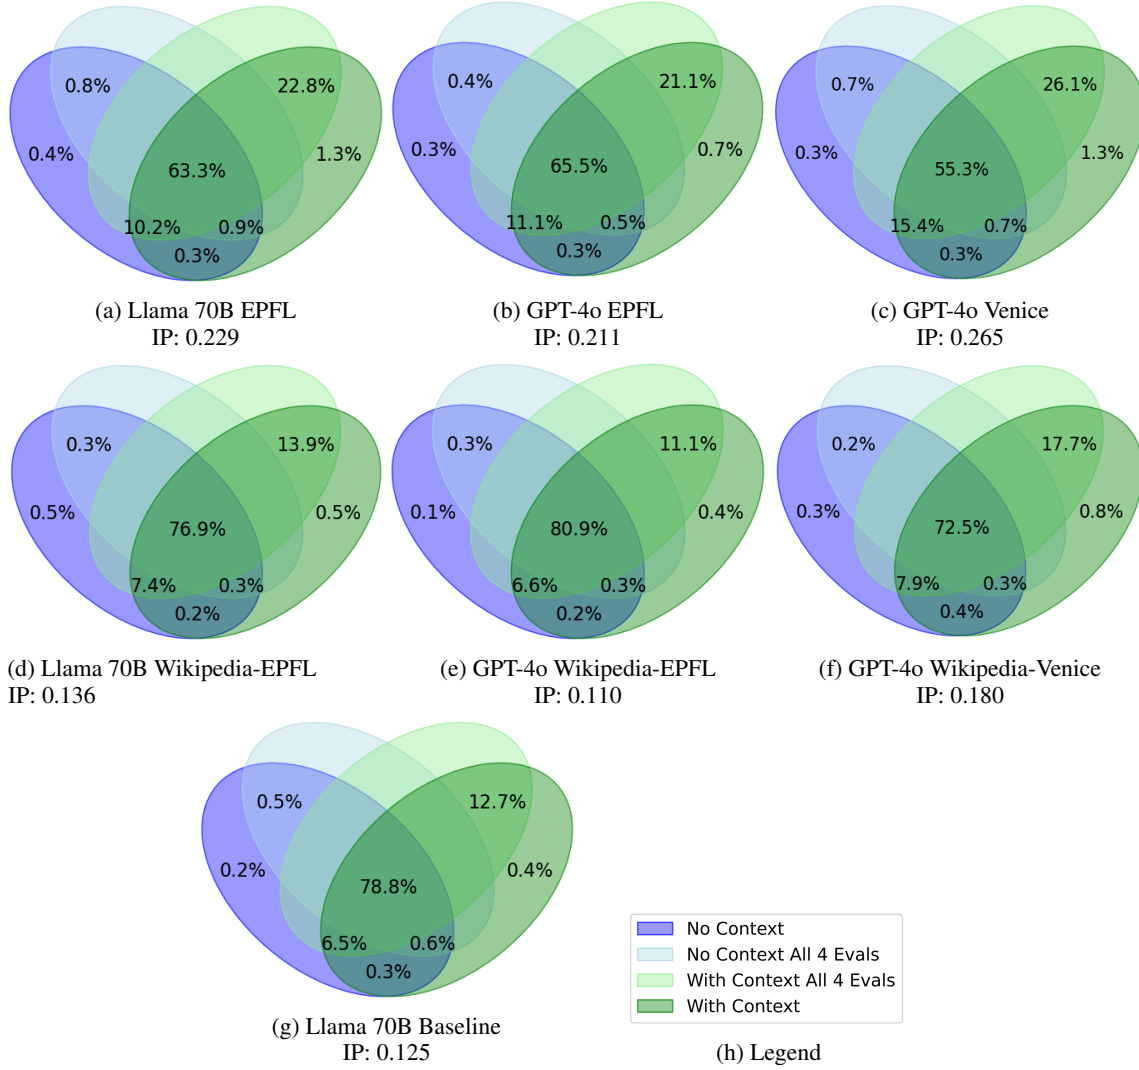 0.8%
22.8%
0.4%
1.3%
63.3%
10.2%
0.9%
0.3%
(a) Llama 70B EPFL
IP: 0.229
0.4%
21.1%
0.3%
0.7%
65.5%
11.1%
0.5%
0.3%
(b) GPT-4o EPFL
IP: 0.211
0.7%
26.1%
0.3%
1.3%
55.3%
15.4%
0.7%
0.3%
(c) GPT-4o Venice
IP: 0.265
0.3%
13.9%
0.5%
0.5%
76.9%
7.4%
0.3%
0.2%
(d) Llama 70B Wikipedia-EPFL
IP: 0.136
0.3%
11.1%
0.1%
0.4%
80.9%
6.6%
0.3%
0.2%
(e) GPT-4o Wikipedia-EPFL
IP: 0.110
0.2%
17.7%
0.3%
0.8%
72.5%
7.9%
0.3%
0.4%
(f) GPT-4o Wikipedia-Venice
IP: 0.180
0.5%
12.7%
0.2%
0.4%
78.8%
6.5%
0.6%
0.3%
(g) Llama 70B Baseline
IP: 0.125
No Context
No Context All 4 Evals
With Context All 4 Evals
With Context
(h) Legend